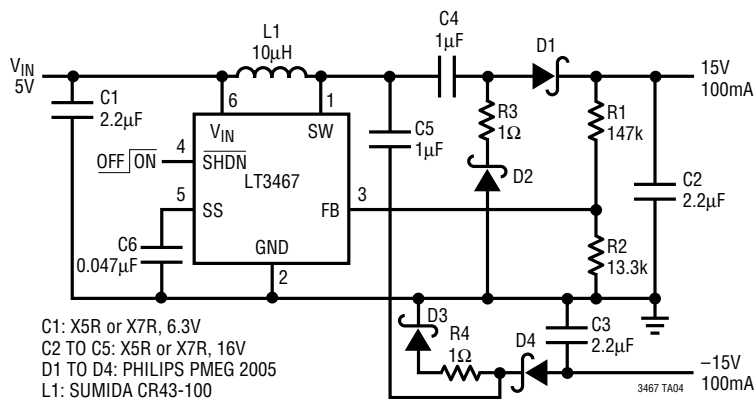 L1
10µH
C4
1µF
D1
VIN
5V
15V
100mA
C1
2.2µF
6
1
VIN
SW
R3
1Ω
R1
147k
C5
1µF
OFF ON
4
SHDN
LT3467
D2
C2
2.2µF
5
SS
3
FB
C6
0.047µF
GND
2
R2
13.3k
D3
R4
1Ω
D4
C3
2.2µF
–15V
100mA
C1: X5R or X7R, 6.3V
C2 TO C5: X5R or X7R, 16V
D1 TO D4: PHILIPS PMEG 2005
L1: SUMIDA CR43-100
3467 TA04